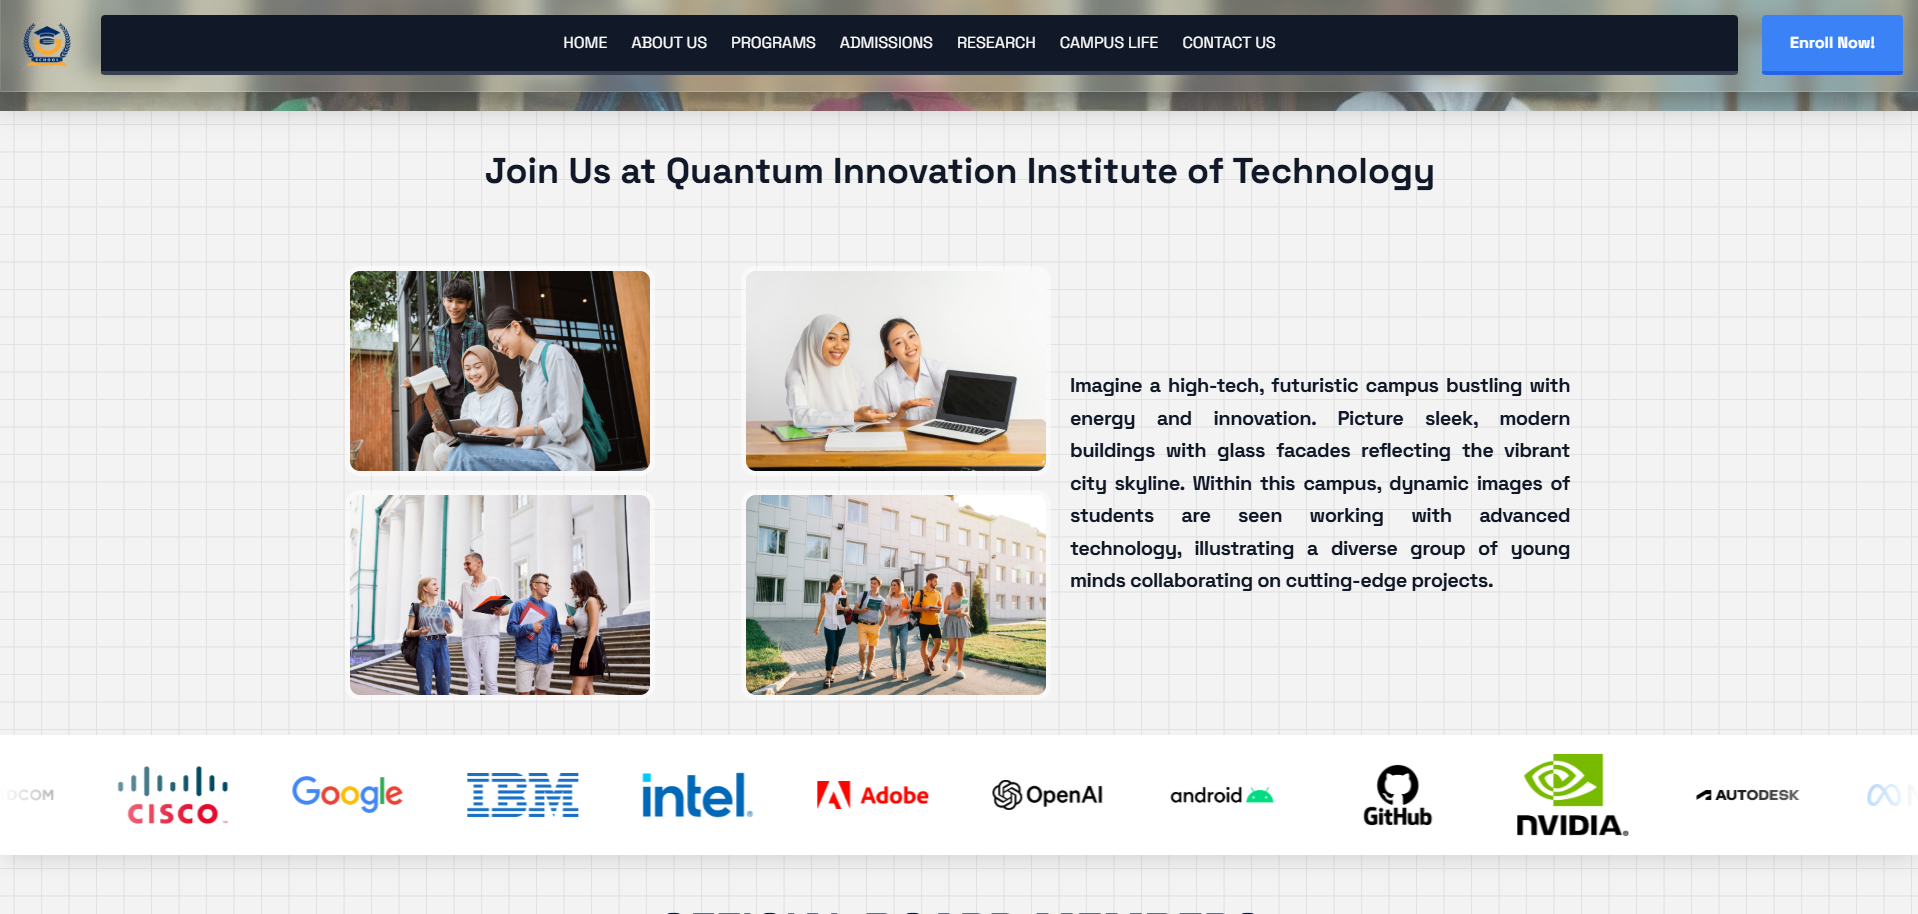 SCHOOL
HOME ABOUT US PROGRAMS ADMISSIONS RESEARCH CAMPUS LIFE CONTACT US
Enroll Now!
Join Us at Quantum Innovation Institute of Technology
Imagine a high-tech, futuristic campus bustling with
energy and innovation. Picture sleek, modern
buildings with glass facades reflecting the vibrant
city skyline. Within this campus, dynamic images of
students are seen working with advanced
technology, illustrating a diverse group of young
minds collaborating on cutting-edge projects.
CISCO
Google
IBM
intel.
Adobe
OpenAI
android
GitHub
NVIDIA.
AUTODESK